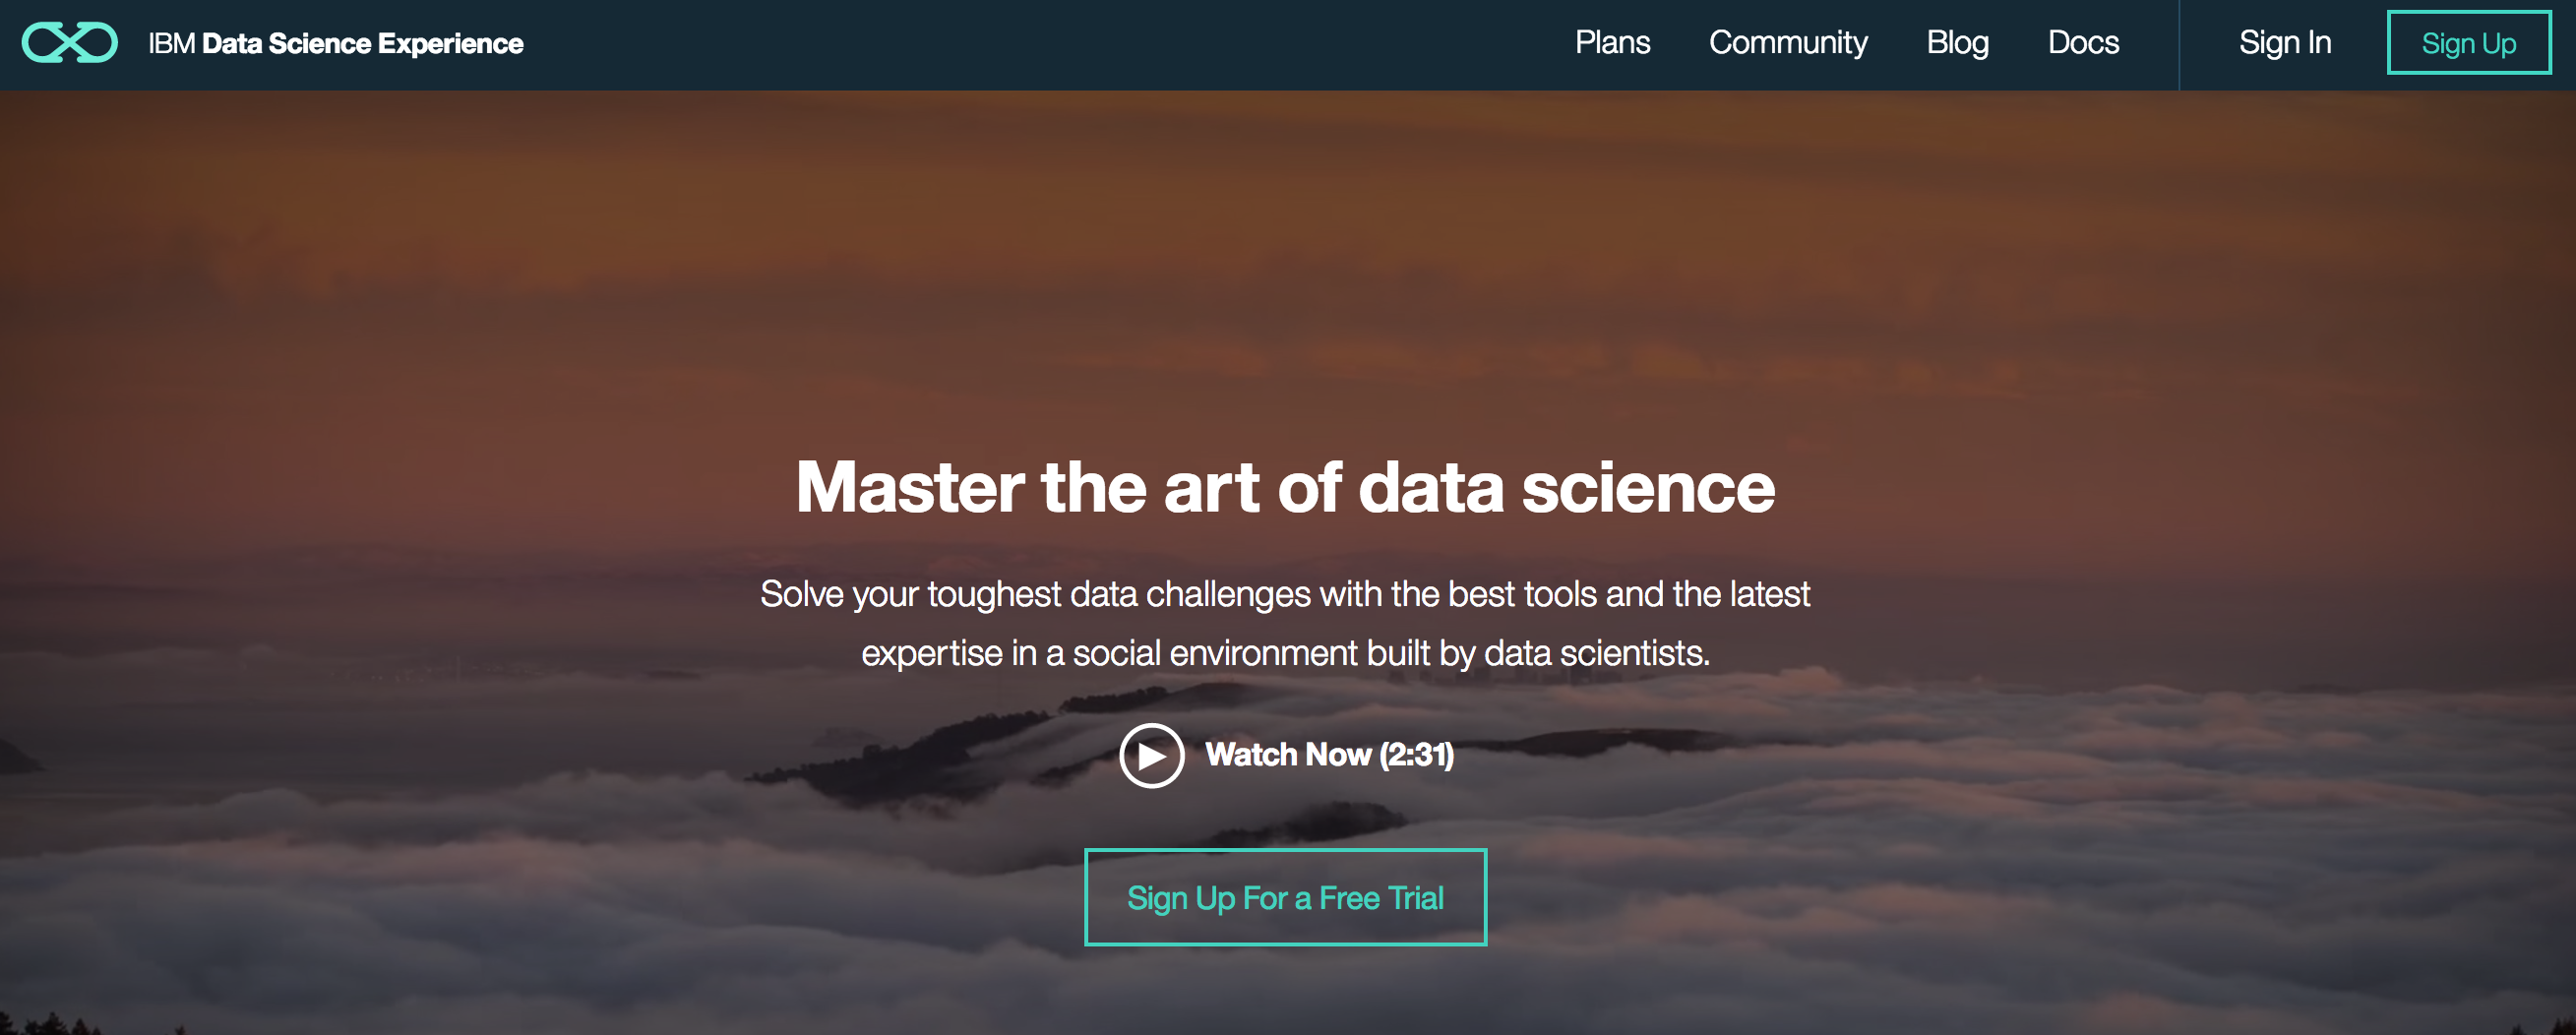 IBM Data Science Experience
Plans
Community
Blog
Docs
Sign In
Sign Up
Master the art of data science
Solve your toughest data challenges with the best tools and the latest
expertise in a social environment built by data scientists.
Watch Now (2:31)
Sign Up For a Free Trial